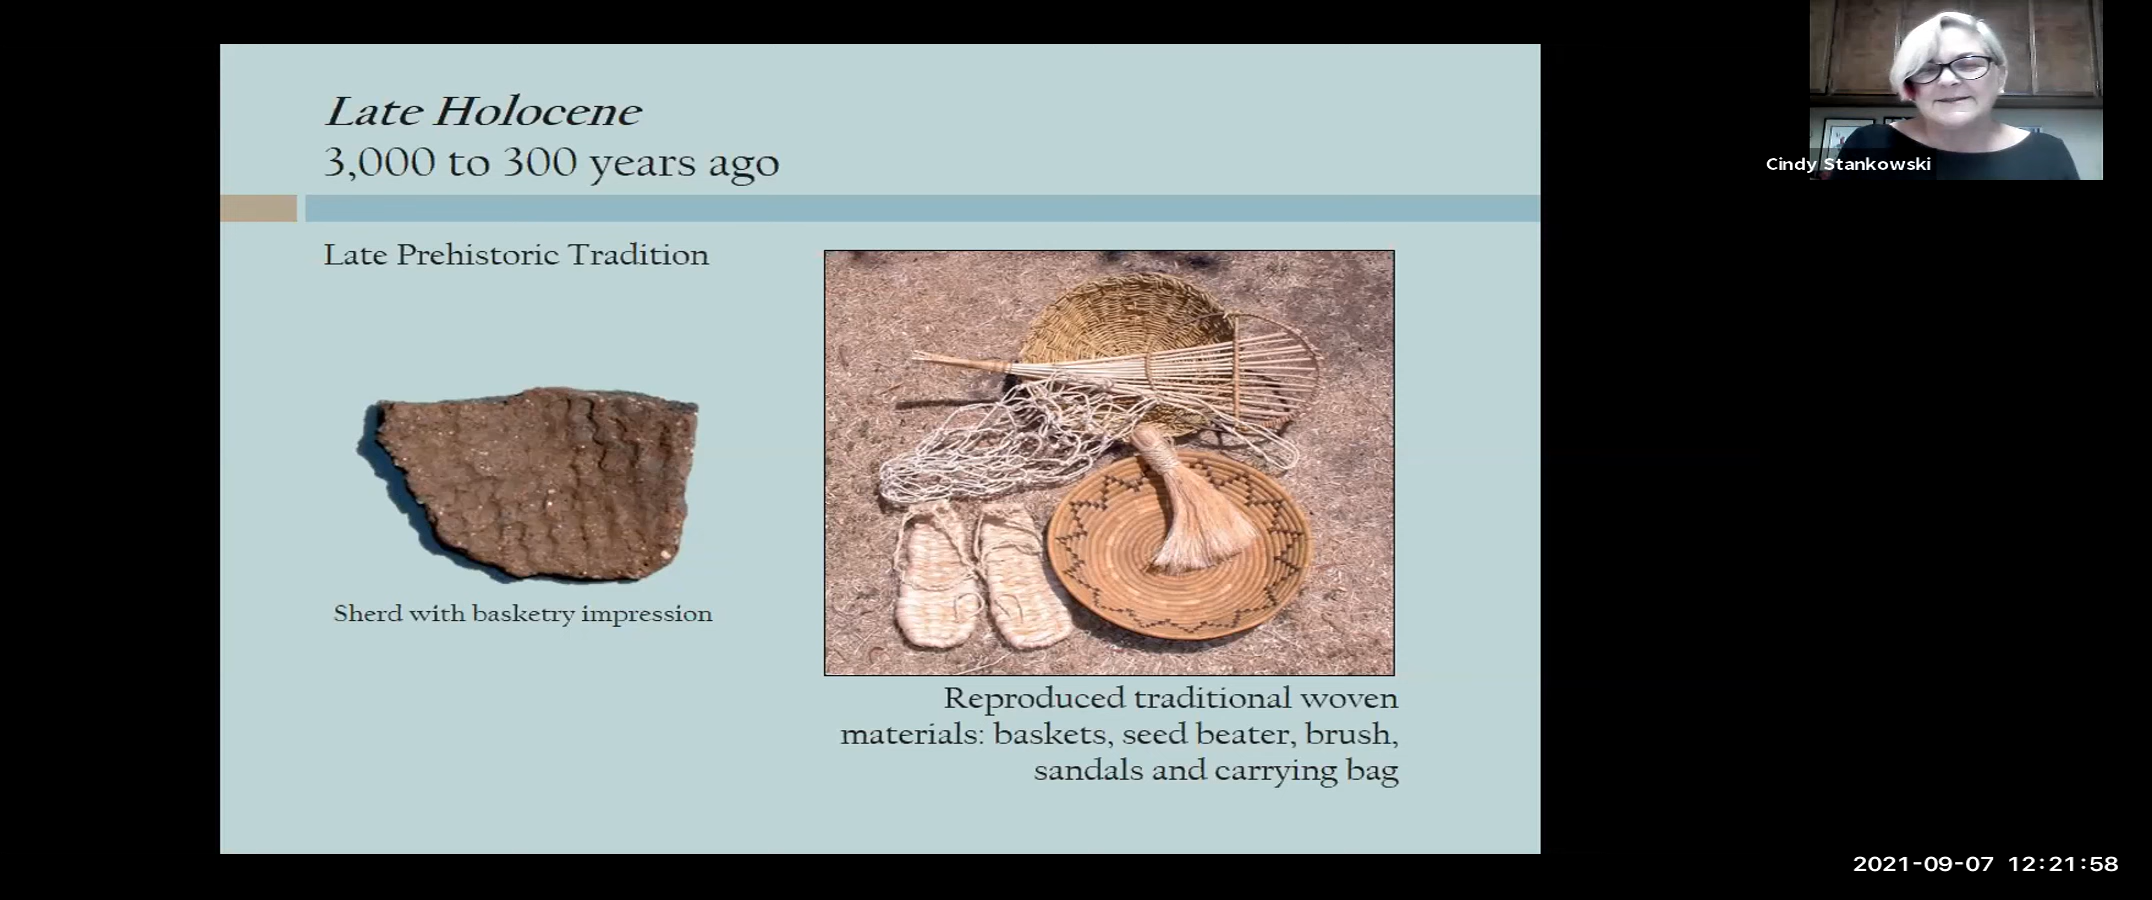 Late Holocene
3,000 to 300 years ago
Late Prehistoric Tradition
Sherd with basketry impression
Reproduced traditional woven
materials: baskets, seed beater, brush,
sandals and carrying bag
Cindy Stankowski
2021-09-07 12:21:58